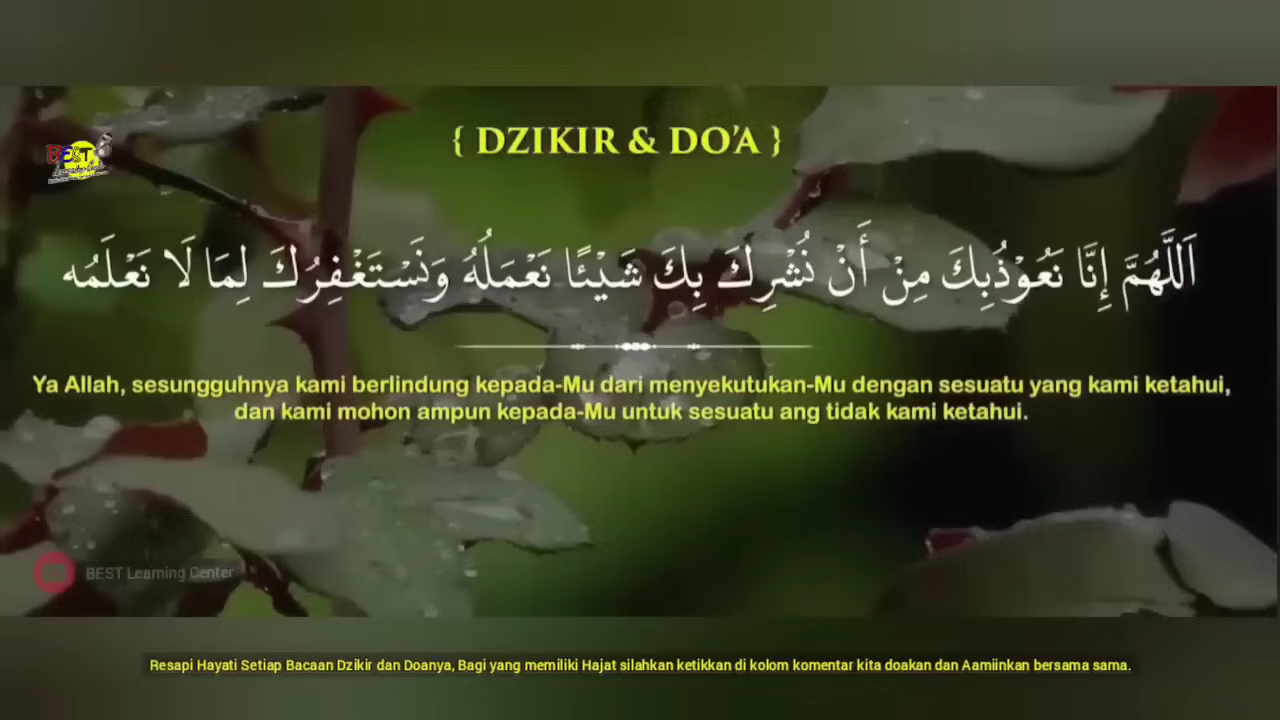 { DZIKIR & DO'A }
BEST
اَللَّهُمَّ إِنَّا نَعُوْذُبِكَ مِنْ أَنْ نُشْرِكَ بِكَ شَيْئًا نَعْمَلَهُ وَنَسْتَغْفِرُكَ لِمَا لَا نَعْلَمُه
Ya Allah, sesungguhnya kami berlindung kepada-Mu dari menyekutukan-Mu dengan sesuatu yang kami ketahui,
dan kami mohon ampun kepada-Mu untuk sesuatu ang tidak kami ketahui.
BEST Learning Center
Resapi Hayati Setiap Bacaan Dzikir dan Doanya, Bagi yang memiliki Hajat silahkan ketikkan di kolom komentar kita doakan dan Aamiinkan bersama sama.